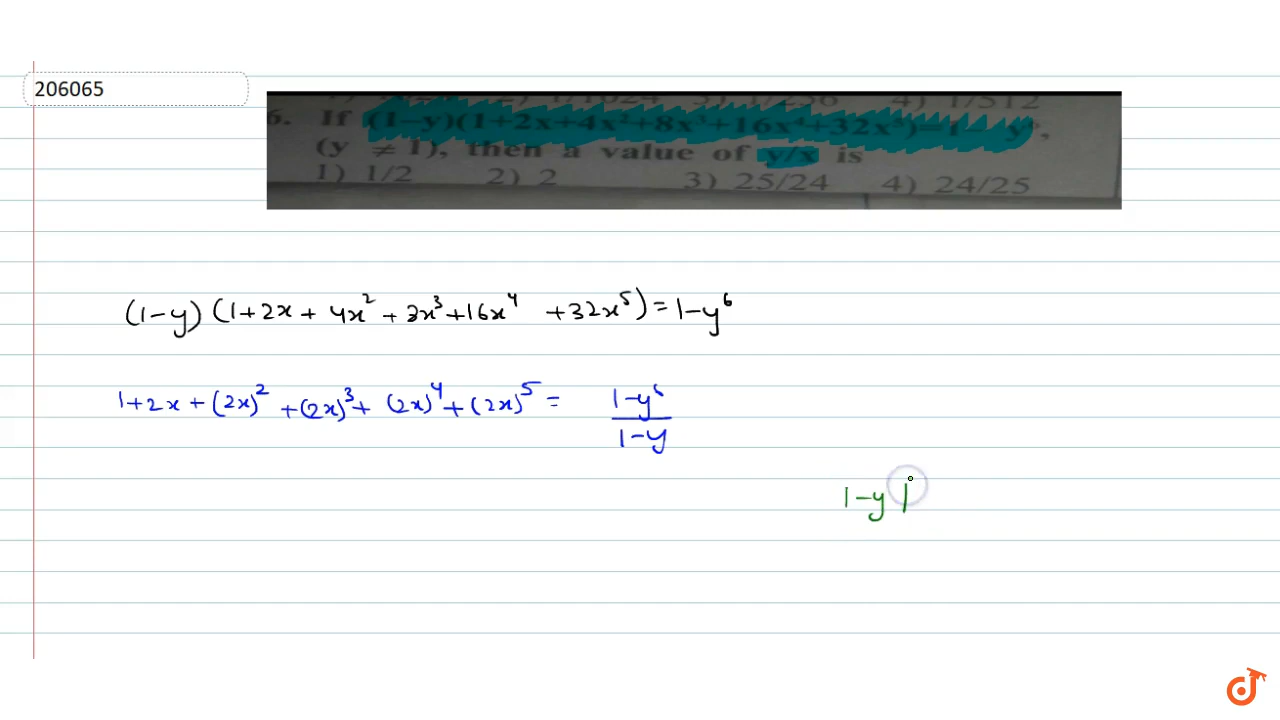 206065
6. If (1–y)(1+2x+4x²+8x³+16x⁴+32x⁵)=1–y⁶,
(y ≠1), then a value of y/x is
1) 1/2 2) 2 3) 25/24 4) 24/25
(1-y) (1+2x + 4x² + 8x³ +16x⁴ +32x⁵) = 1-y⁶
1+2x + (2x)² + (2x)³ + (2x)⁴ + (2x)⁵ = 1-y⁶
1-y
1-y